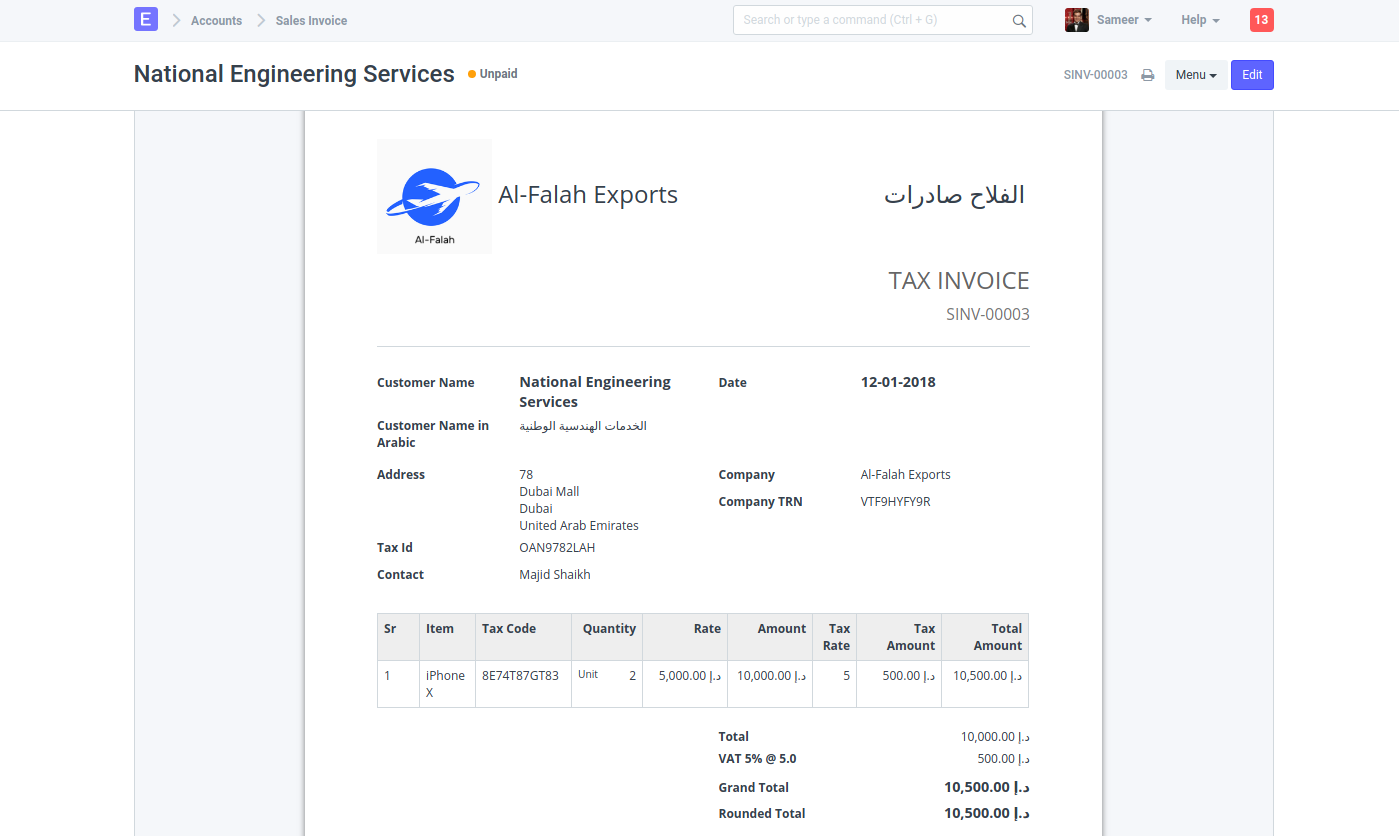 E Accounts Sales Invoice Search or type a command (Ctrl + G) Sameer Help 13
National Engineering Services Unpaid SINV-00003 Menu Edit
Al-Falah Exports الفلاح صادرات
Al-Falah
TAX INVOICE
SINV-00003
Customer Name National Engineering Services Date 12-01-2018
Customer Name in Arabic الخدمات الهندسية الوطنية
Address 78 Company Al-Falah Exports
Dubai Mall
Dubai Company TRN VTF9HYFY9R
United Arab Emirates
Tax Id OAN9782LAH
Contact Majid Shaikh
Sr Item Tax Code Quantity Rate Amount Tax Rate Tax Amount Total Amount
1 iPhone X 8E74T87GT83 Unit 2 5,000.00 د.إ 10,000.00 د.إ 5 500.00 د.إ 10,500.00 د.إ
Total 10,000.00 د.إ
VAT 5% @ 5.0 500.00 د.إ
Grand Total 10,500.00 د.إ
Rounded Total 10,500.00 د.إ